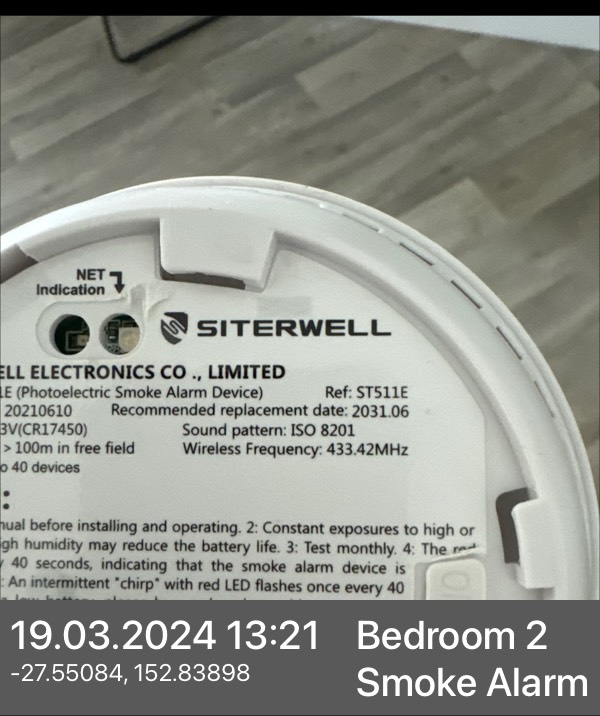 NET
Indication
SITERWELL
ELL ELECTRONICS CO ., LIMITED
1E (Photoelectric Smoke Alarm Device) Ref: ST511E
20210610 Recommended replacement date: 2031.06
3V(CR17450) Sound pattern: ISO 8201
> 100m in free field Wireless Frequency: 433.42MHz
o 40 devices
:
nual before installing and operating. 2: Constant exposures to high or
igh humidity may reduce the battery life. 3: Test monthly. 4: The red
y 40 seconds, indicating that the smoke alarm device is
: An intermittent "chirp" with red LED flashes once every 40
19.03.2024 13:21
-27.55084, 152.83898
Bedroom 2
Smoke Alarm